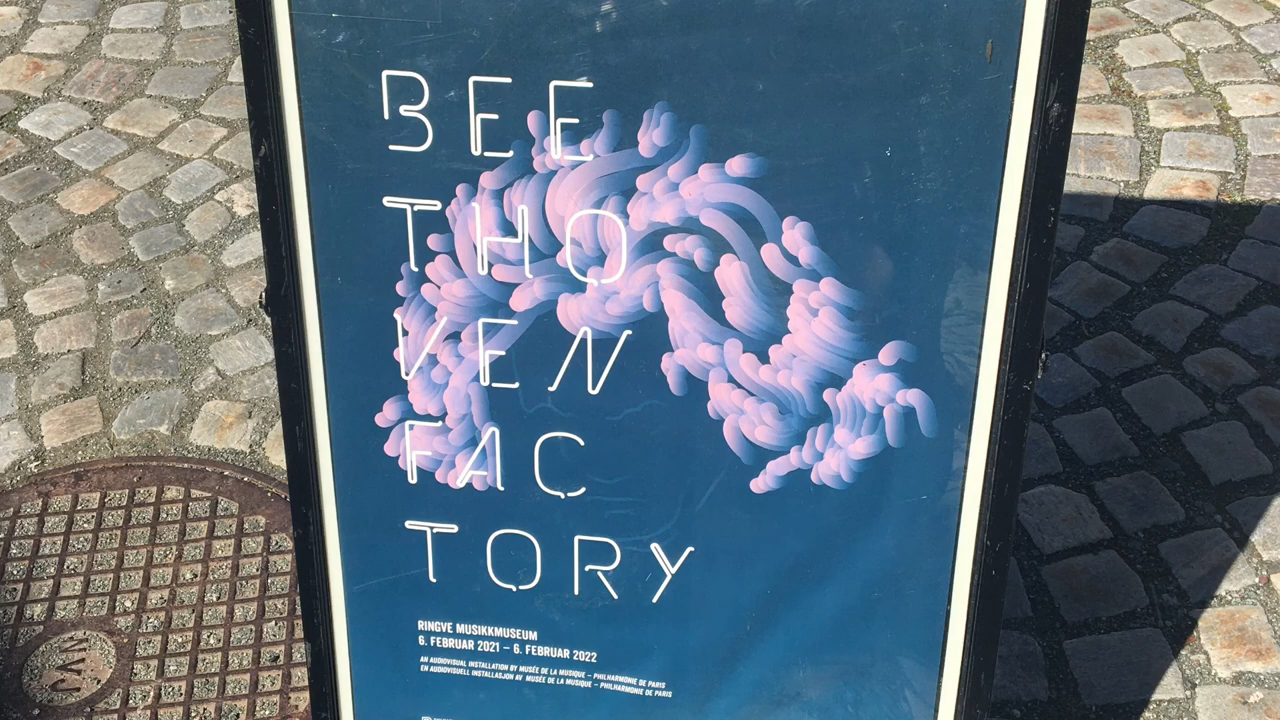 BEE
THO
VEN
FAC
TORY
RINGVE MUSIKKMUSEUM
6. FEBRUAR 2021 – 6. FEBRUAR 2022
AN AUDIOVISUAL INSTALLATION BY MUSÉE DE LA MUSIQUE – PHILHARMONIE DE PARIS
EN AUDIOVISUELL INSTALLASJON AV MUSÉE DE LA MUSIQUE – PHILHARMONIE DE PARIS